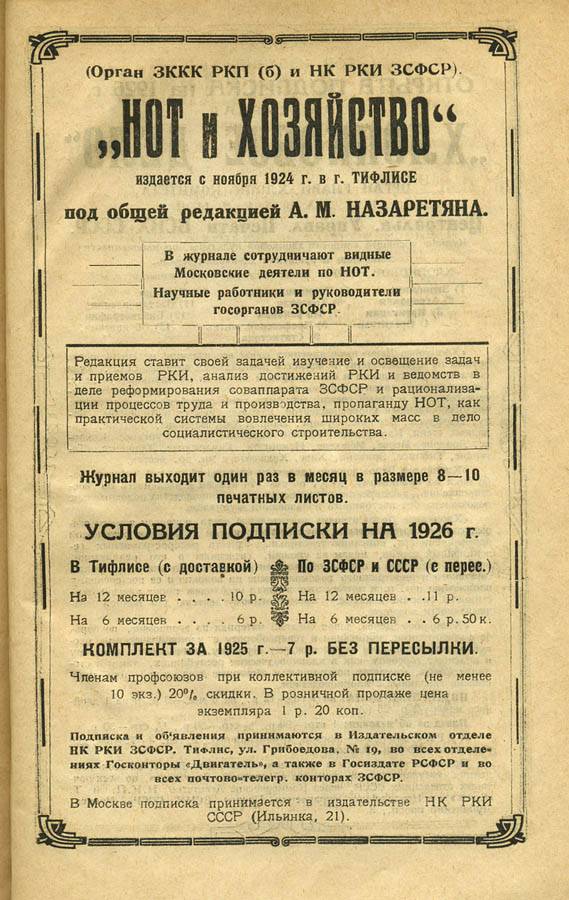 (Орган ЗККК РКП (б) и НК РКИ ЗСФСР).
„НОТ и ХОЗЯЙСТВО“
издается с ноября 1924 г. в г. ТИФЛИСЕ
под общей редакцией А. М. НАЗАРЕТЯНА.
В журнале сотрудничают видные
Московские деятели по НОТ.
Научные работники и руководители
госорганов ЗСФСР.
Редакция ставит своей задачей изучение и освещение задач
и приемов РКИ, анализ достижений РКИ и ведомств в
деле реформирования соваппарата ЗСФСР и рационализа-
ции процессов труда и производства, пропаганду НОТ, как
практической системы вовлечения широких масс в дело
социалистического строительства.
Журнал выходит один раз в месяц в размере 8—10
печатных листов.
УСЛОВИЯ ПОДПИСКИ НА 1926 г.
В Тифлисе (с доставкой)
На 12 месяцев . . . . 10 р.
На 6 месяцев . . . . 6 р.
По ЗСФСР и СССР (с перес.)
На 12 месяцев . . 11 р.
На 6 месяцев . . 6 р. 50 к.
КОМПЛЕКТ ЗА 1925 г.—7 р. БЕЗ ПЕРЕСЫЛКИ.
Членам профсоюзов при коллективной подписке (не менее
10 экз.) 20% скидки. В розничной продаже цена
экземпляра 1 р. 20 коп.
Подписка и об'явления принимаются в Издательском отделе
НК РКИ ЗСФСР. Тифлис, ул. Грибоедова, № 19, во всех отделе-
ниях Госконторы «Двигатель», а также в Госиздате РСФСР и во
всех почтово-телегр. конторах ЗСФСР.
В Москве подписка принимается в издательстве НК РКИ
СССР (Ильинка, 21).